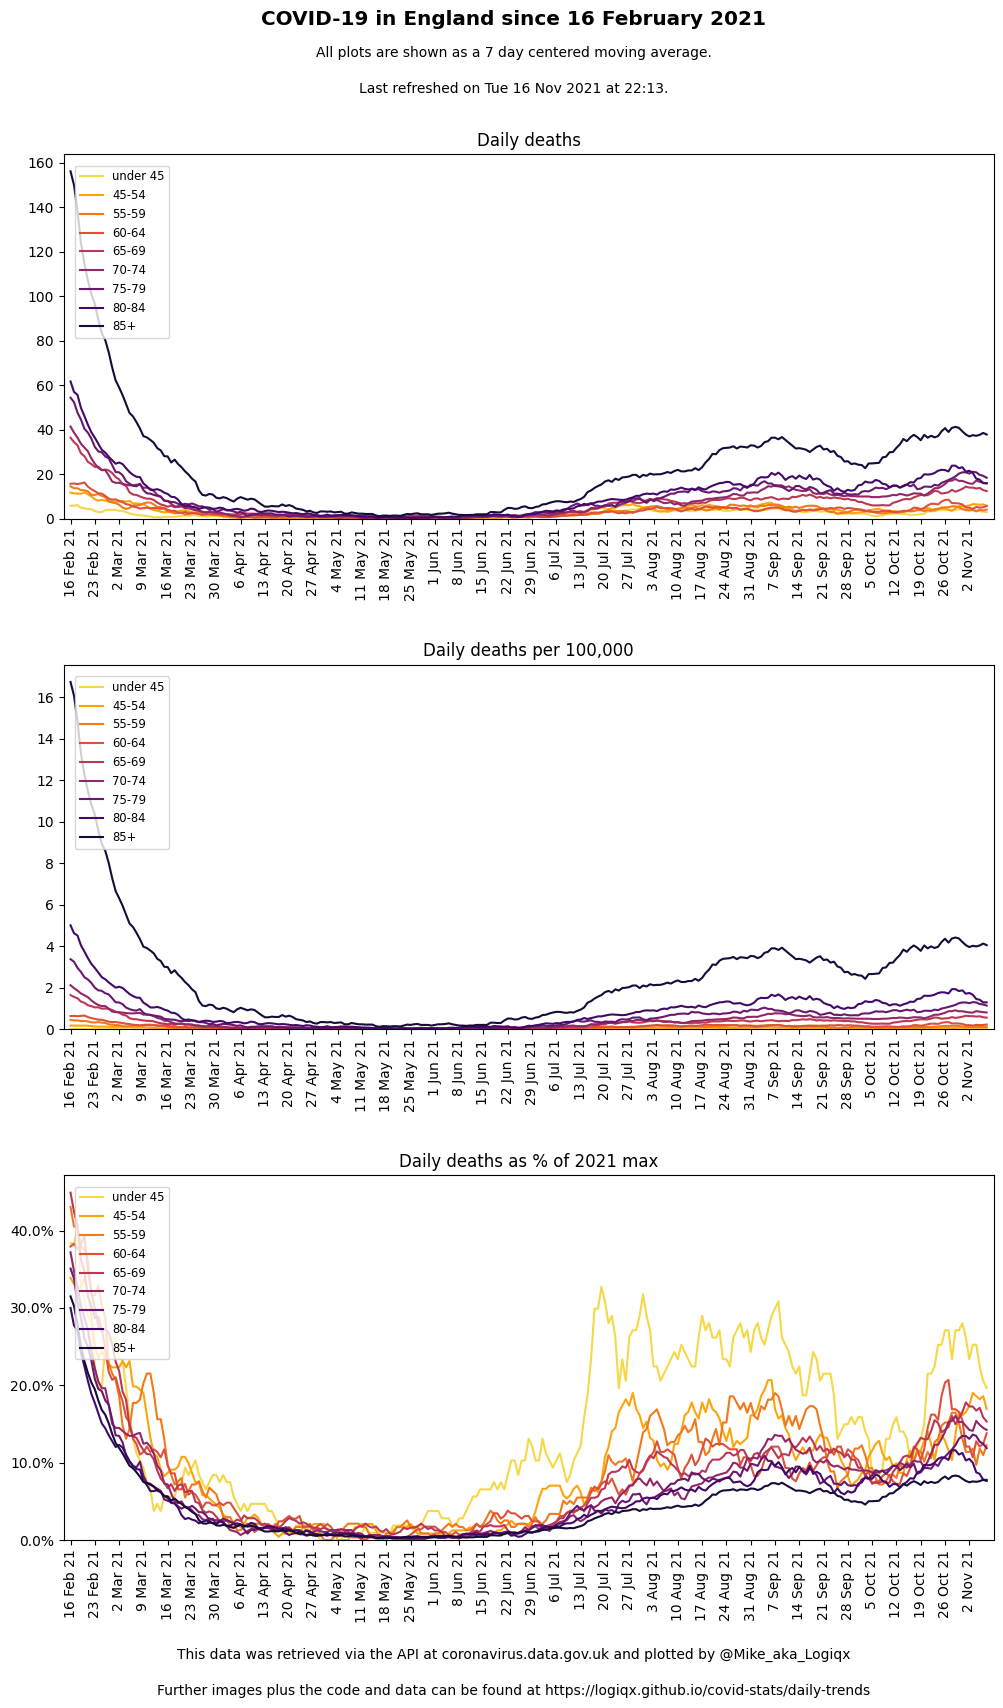 COVID-19 in England since 16 February 2021
All plots are shown as a 7 day centered moving average.
Last refreshed on Tue 16 Nov 2021 at 22:13.
Daily deaths
160
140
120
100
80
60
40
20
0
under 45
45-54
55-59
60-64
65-69
70-74
75-79
80-84
85+
16 Feb 21
23 Feb 21
2 Mar 21
9 Mar 21
16 Mar 21
23 Mar 21
30 Mar 21
6 Apr 21
13 Apr 21
20 Apr 21
27 Apr 21
4 May 21
11 May 21
18 May 21
25 May 21
1 Jun 21
8 Jun 21
15 Jun 21
22 Jun 21
29 Jun 21
6 Jul 21
13 Jul 21
20 Jul 21
27 Jul 21
3 Aug 21
10 Aug 21
17 Aug 21
24 Aug 21
31 Aug 21
7 Sep 21
14 Sep 21
21 Sep 21
28 Sep 21
5 Oct 21
12 Oct 21
19 Oct 21
26 Oct 21
2 Nov 21
Daily deaths per 100,000
16
14
12
10
8
6
4
2
0
under 45
45-54
55-59
60-64
65-69
70-74
75-79
80-84
85+
16 Feb 21
23 Feb 21
2 Mar 21
9 Mar 21
16 Mar 21
23 Mar 21
30 Mar 21
6 Apr 21
13 Apr 21
20 Apr 21
27 Apr 21
4 May 21
11 May 21
18 May 21
25 May 21
1 Jun 21
8 Jun 21
15 Jun 21
22 Jun 21
29 Jun 21
6 Jul 21
13 Jul 21
20 Jul 21
27 Jul 21
3 Aug 21
10 Aug 21
17 Aug 21
24 Aug 21
31 Aug 21
7 Sep 21
14 Sep 21
21 Sep 21
28 Sep 21
5 Oct 21
12 Oct 21
19 Oct 21
26 Oct 21
2 Nov 21
Daily deaths as % of 2021 max
40.0%
30.0%
20.0%
10.0%
0.0%
under 45
45-54
55-59
60-64
65-69
70-74
75-79
80-84
85+
16 Feb 21
23 Feb 21
2 Mar 21
9 Mar 21
16 Mar 21
23 Mar 21
30 Mar 21
6 Apr 21
13 Apr 21
20 Apr 21
27 Apr 21
4 May 21
11 May 21
18 May 21
25 May 21
1 Jun 21
8 Jun 21
15 Jun 21
22 Jun 21
29 Jun 21
6 Jul 21
13 Jul 21
20 Jul 21
27 Jul 21
3 Aug 21
10 Aug 21
17 Aug 21
24 Aug 21
31 Aug 21
7 Sep 21
14 Sep 21
21 Sep 21
28 Sep 21
5 Oct 21
12 Oct 21
19 Oct 21
26 Oct 21
2 Nov 21
This data was retrieved via the API at coronavirus.data.gov.uk and plotted by @Mike_aka_Logiqx
Further images plus the code and data can be found at https://logiqx.github.io/covid-stats/daily-trends